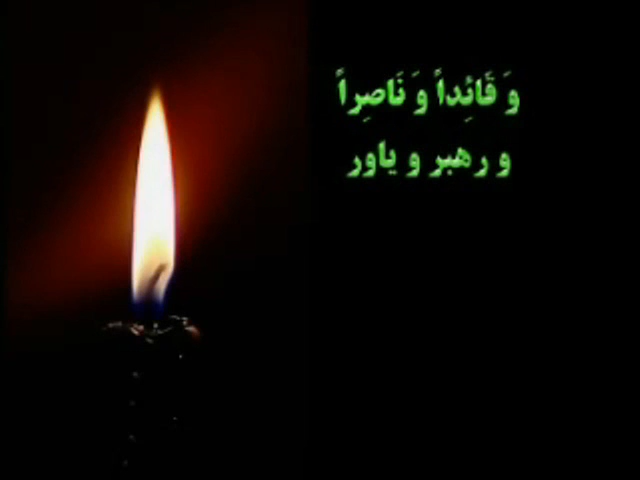 وَ قَائِداً وَ نَاصِراً
و رهبر و یاور